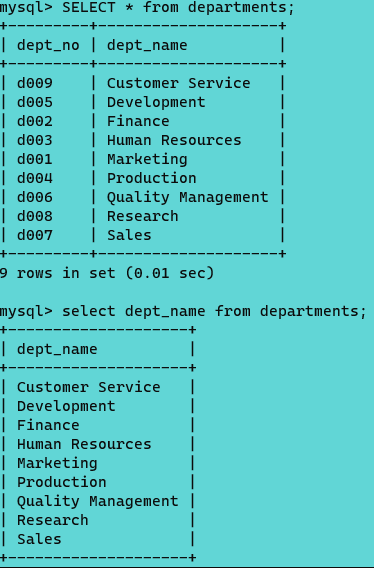 mysql> SELECT * from departments;
+---------+--------------------+
| dept_no | dept_name          |
+---------+--------------------+
| d009    | Customer Service   |
| d005    | Development        |
| d002    | Finance            |
| d003    | Human Resources    |
| d001    | Marketing          |
| d004    | Production         |
| d006    | Quality Management |
| d008    | Research           |
| d007    | Sales              |
+---------+--------------------+
9 rows in set (0.01 sec)

mysql> select dept_name from departments;
+--------------------+
| dept_name          |
+--------------------+
| Customer Service   |
| Development        |
| Finance            |
| Human Resources    |
| Marketing          |
| Production         |
| Quality Management |
| Research           |
| Sales              |
+--------------------+